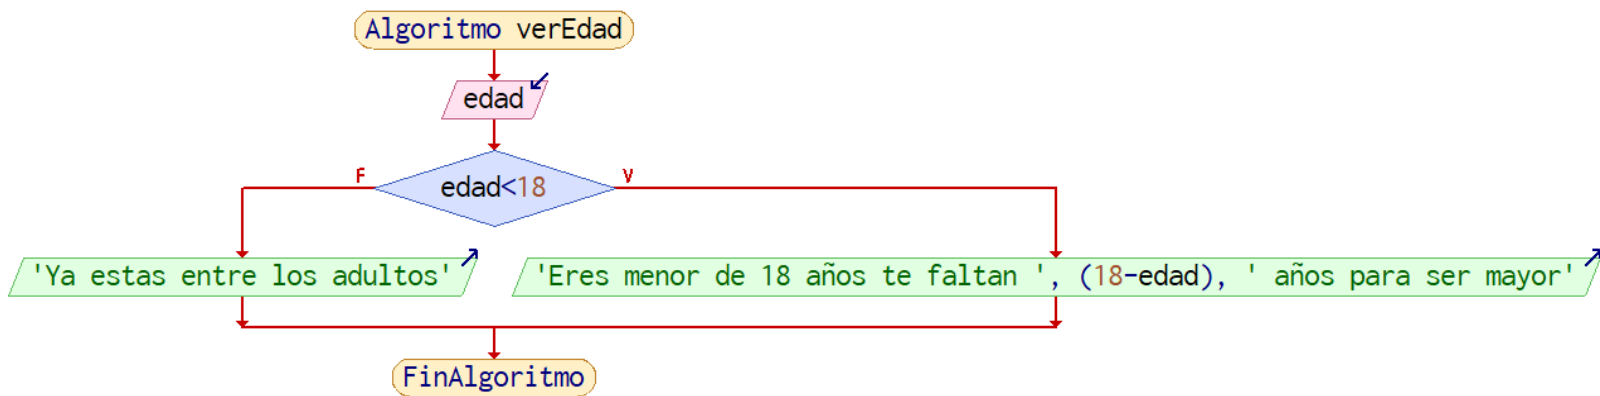 Algoritmo verEdad
edad
F
edad<18
V
'Ya estas entre los adultos'
'Eres menor de 18 años te faltan ', (18-edad), ' años para ser mayor'
FinAlgoritmo